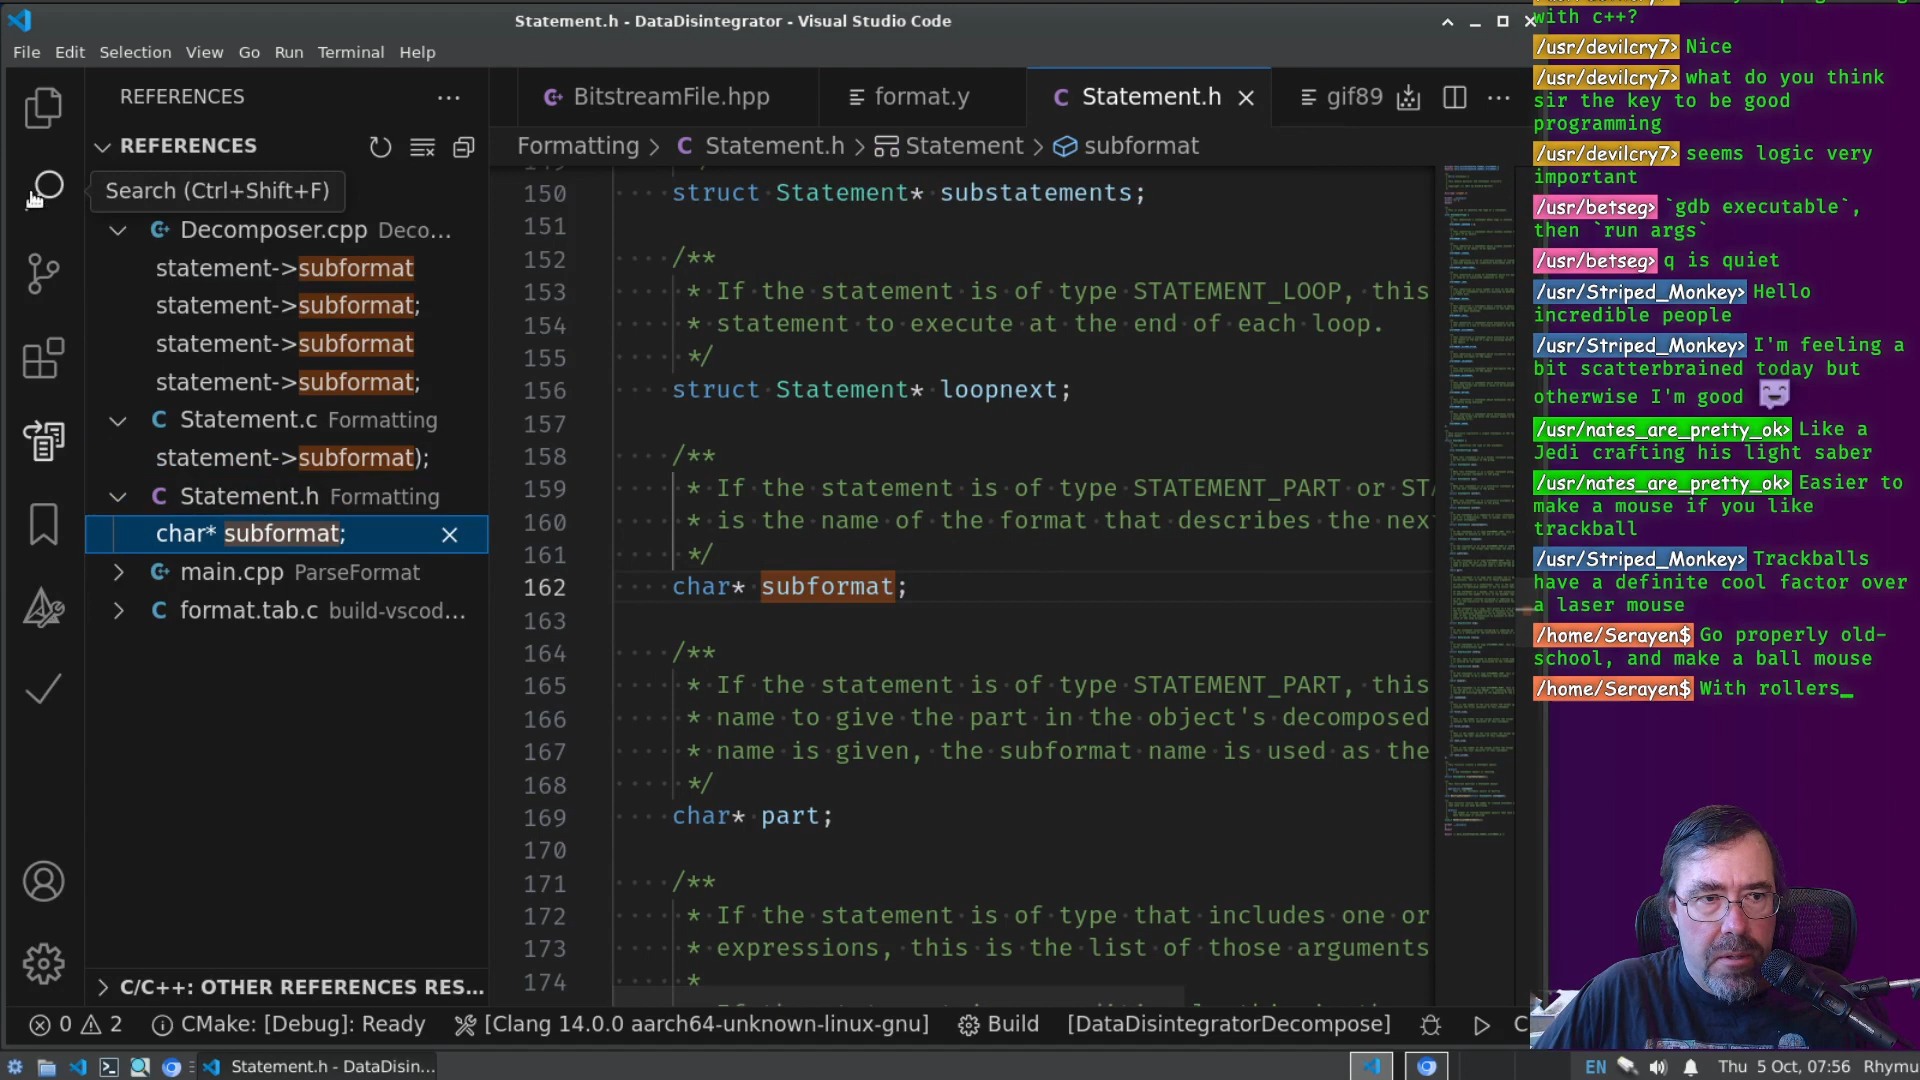 Statement.h - DataDisintegrator - Visual Studio Code
File Edit Selection View Go Run Terminal Help
REFERENCES
REFERENCES
Search (Ctrl+Shift+F)
Decomposer.cpp Deco...
statement->subformat
statement->subformat;
statement->subformat
statement->subformat;
Statement.c Formatting
statement->subformat);
Statement.h Formatting
char* subformat;
main.cpp ParseFormat
format.tab.c build-vscod...
C/C++: OTHER REFERENCES RES...
BitstreamFile.hpp format.y Statement.h gif89
Formatting > C Statement.h > Statement > subformat
150 struct Statement* substatements;
151
152 /**
153 * If the statement is of type STATEMENT_LOOP, this
154 * statement to execute at the end of each loop.
155 */
156 struct Statement* loopnext;
157
158 /**
159 * If the statement is of type STATEMENT_PART or STA
160 * is the name of the format that describes the nex
161 */
162 char* subformat;
163
164 /**
165 * If the statement is of type STATEMENT_PART, this
166 * name to give the part in the object's decomposed
167 * name is given, the subformat name is used as the
168 */
169 char* part;
170
171 /**
172 * If the statement is of type that includes one or
173 * expressions, this is the list of those arguments
174 *
0 2 CMake: [Debug]: Ready [Clang 14.0.0 aarch64-unknown-linux-gnu] Build [DataDisintegratorDecompose]
Statement.h - DataDisin...
EN Thu 5 Oct, 07:56 Rhymu
with c++?
/usr/devilcry7> Nice
/usr/devilcry7> what do you think
sir the key to be good
programming
/usr/devilcry7> seems logic very
important
/usr/betseg> `gdb executable`,
then `run args`
/usr/betseg> q is quiet
/usr/Striped_Monkey> Hello
incredible people
/usr/Striped_Monkey> I'm feeling a
bit scatterbrained today but
otherwise I'm good
/usr/nates_are_pretty_ok> Like a
Jedi crafting his light saber
/usr/nates_are_pretty_ok> Easier to
make a mouse if you like
trackball
/usr/Striped_Monkey> Trackballs
have a definite cool factor over
a laser mouse
/home/Serayen$ Go properly old-
school, and make a ball mouse
/home/Serayen$ With rollers_